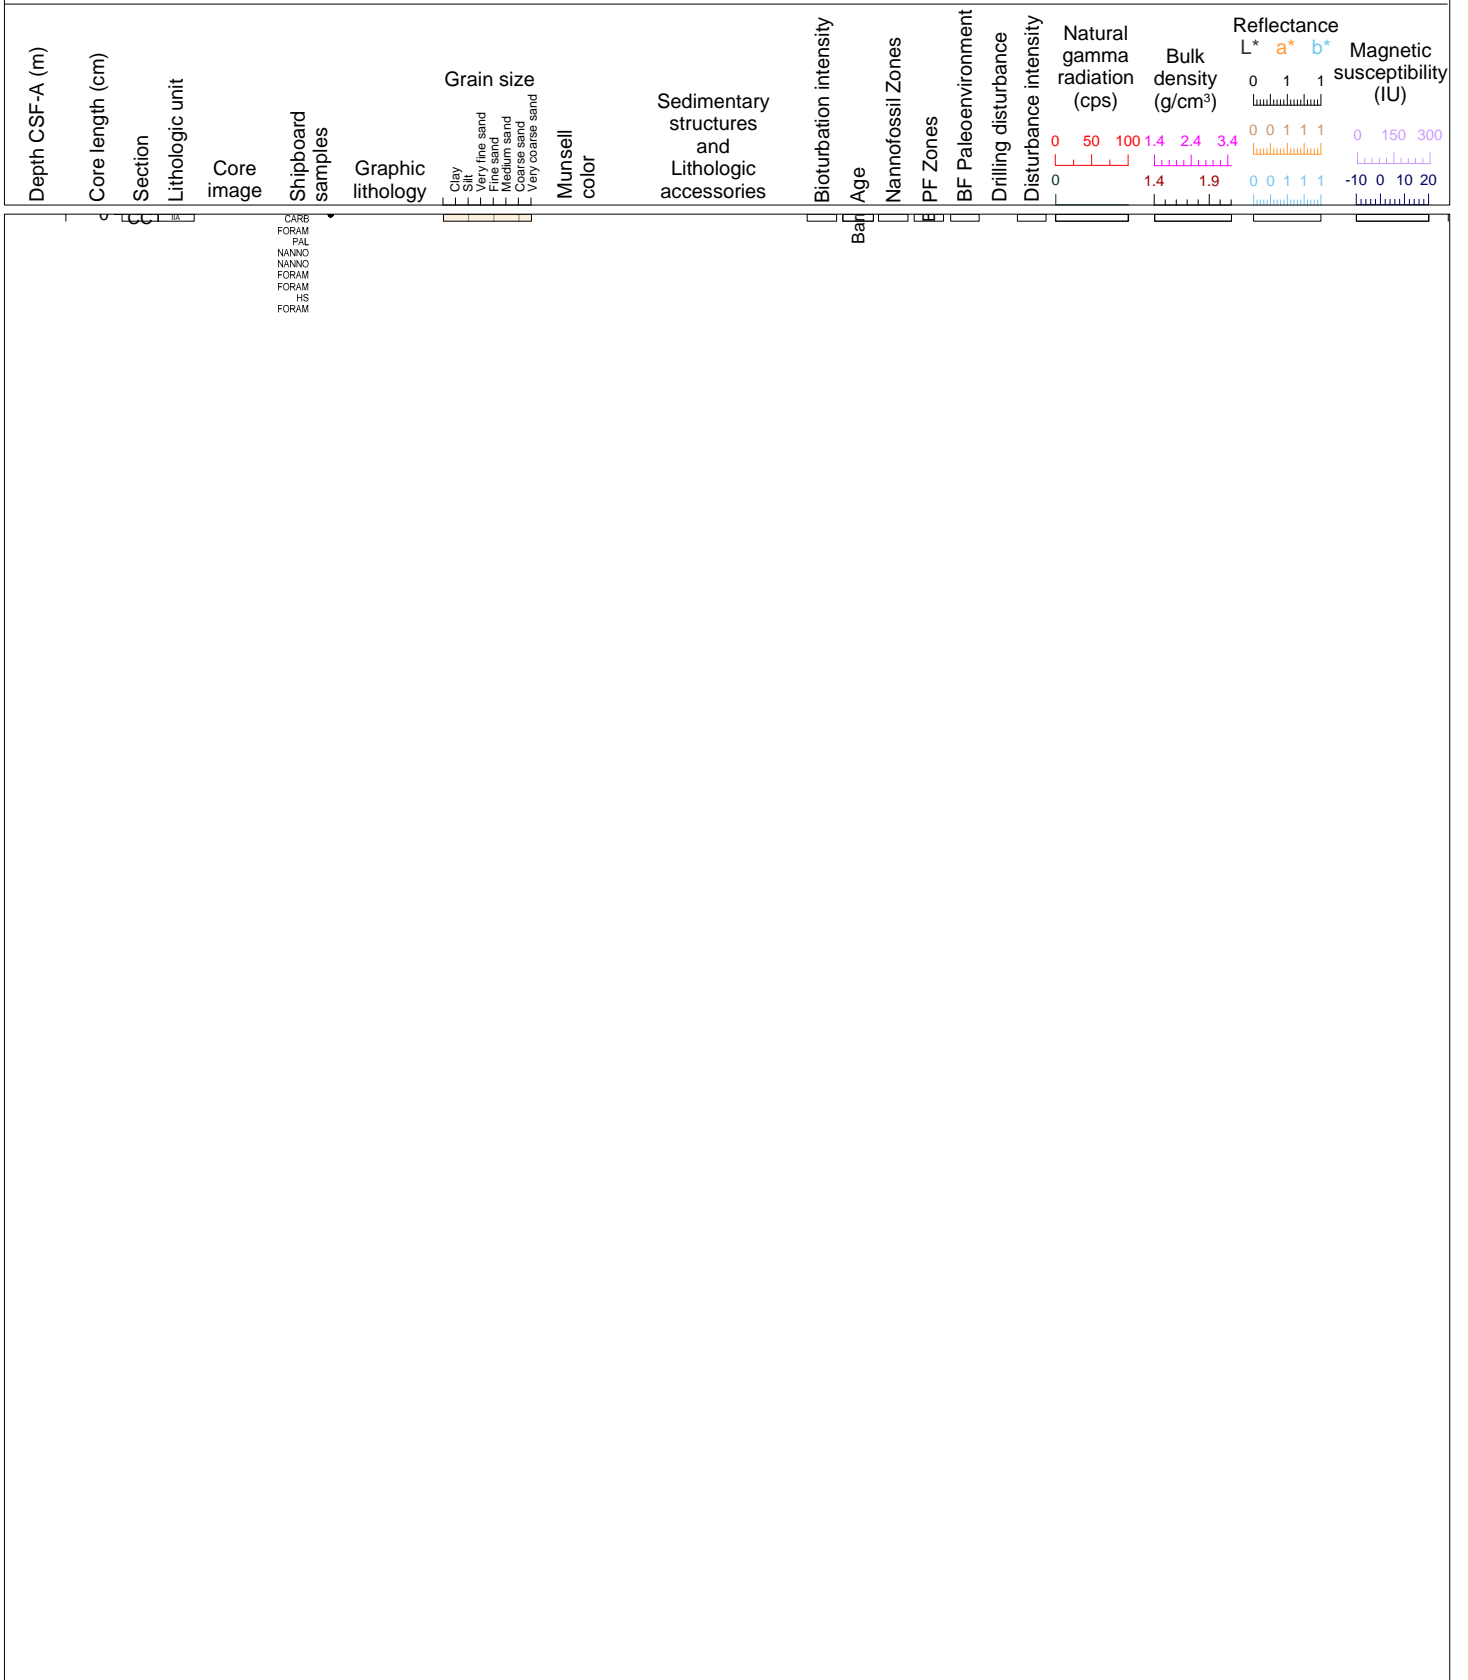 Depth CSF-A (m)
Core length (cm)
Section
Lithologic unit
Core
image
Shipboard
samples
Graphic
lithology
Grain size
Clay
Silt
Very fine sand
Fine sand
Medium sand
Coarse sand
Very coarse sand
Munsell
color
Sedimentary
structures
and
Lithologic
accessories
Bioturbation intensity
Age
Nannofossil Zones
PF Zones
BF Paleoenvironment
Drilling disturbance
Disturbance intensity
Natural
gamma
radiation
(cps)
0 50 100
0
Bulk
density
(g/cm³)
1.4 2.4 3.4
1.4 1.9
Reflectance
L* a* b*
0 1 1
0 0 1 1 1
0 0 1 1 1
Magnetic
susceptibility
(IU)
0 150 300
-10 0 10 20
CC
IIA
CARB
FORAM
PAL
NANNO
NANNO
FORAM
FORAM
HS
FORAM